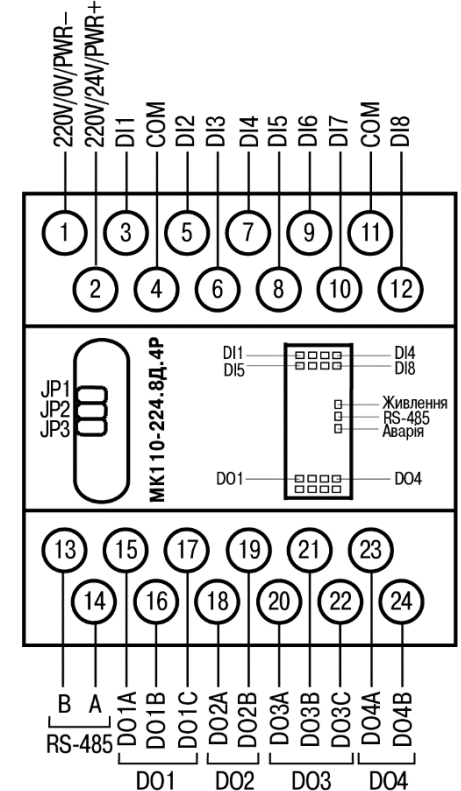 220V/0V/PWR−
220V/24V/PWR+
DI1
COM
DI2
DI3
DI4
DI5
DI6
DI7
COM
DI8
1
3
5
7
9
11
2
4
6
8
10
12
JP1
JP2
JP3
МК110-224.8Д.4Р
DI1
DI4
DI5
DI8
Живлення
RS-485
Аварія
DO1
DO4
13
15
17
19
21
23
14
16
18
20
22
24
B
A
DO1A
DO1B
DO1C
DO2A
DO2B
DO3A
DO3B
DO3C
DO4A
DO4B
RS-485
DO1
DO2
DO3
DO4